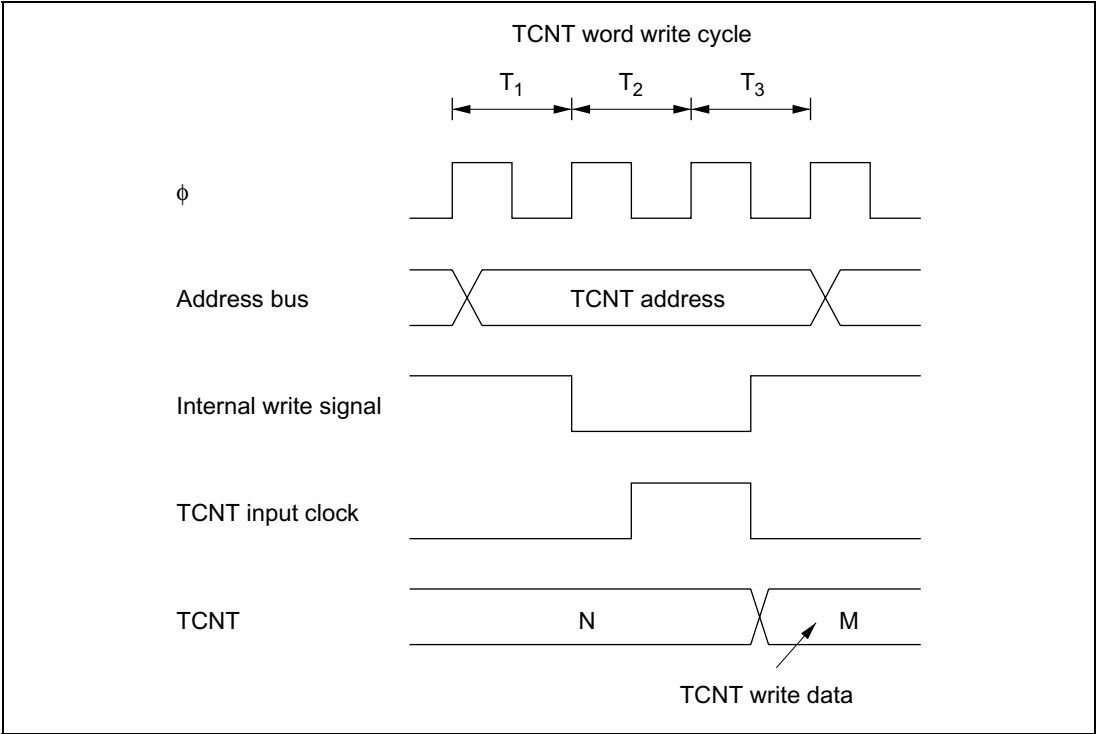 TCNT word write cycle
T1 T2 T3
φ
Address bus TCNT address
Internal write signal
TCNT input clock
TCNT N M
TCNT write data